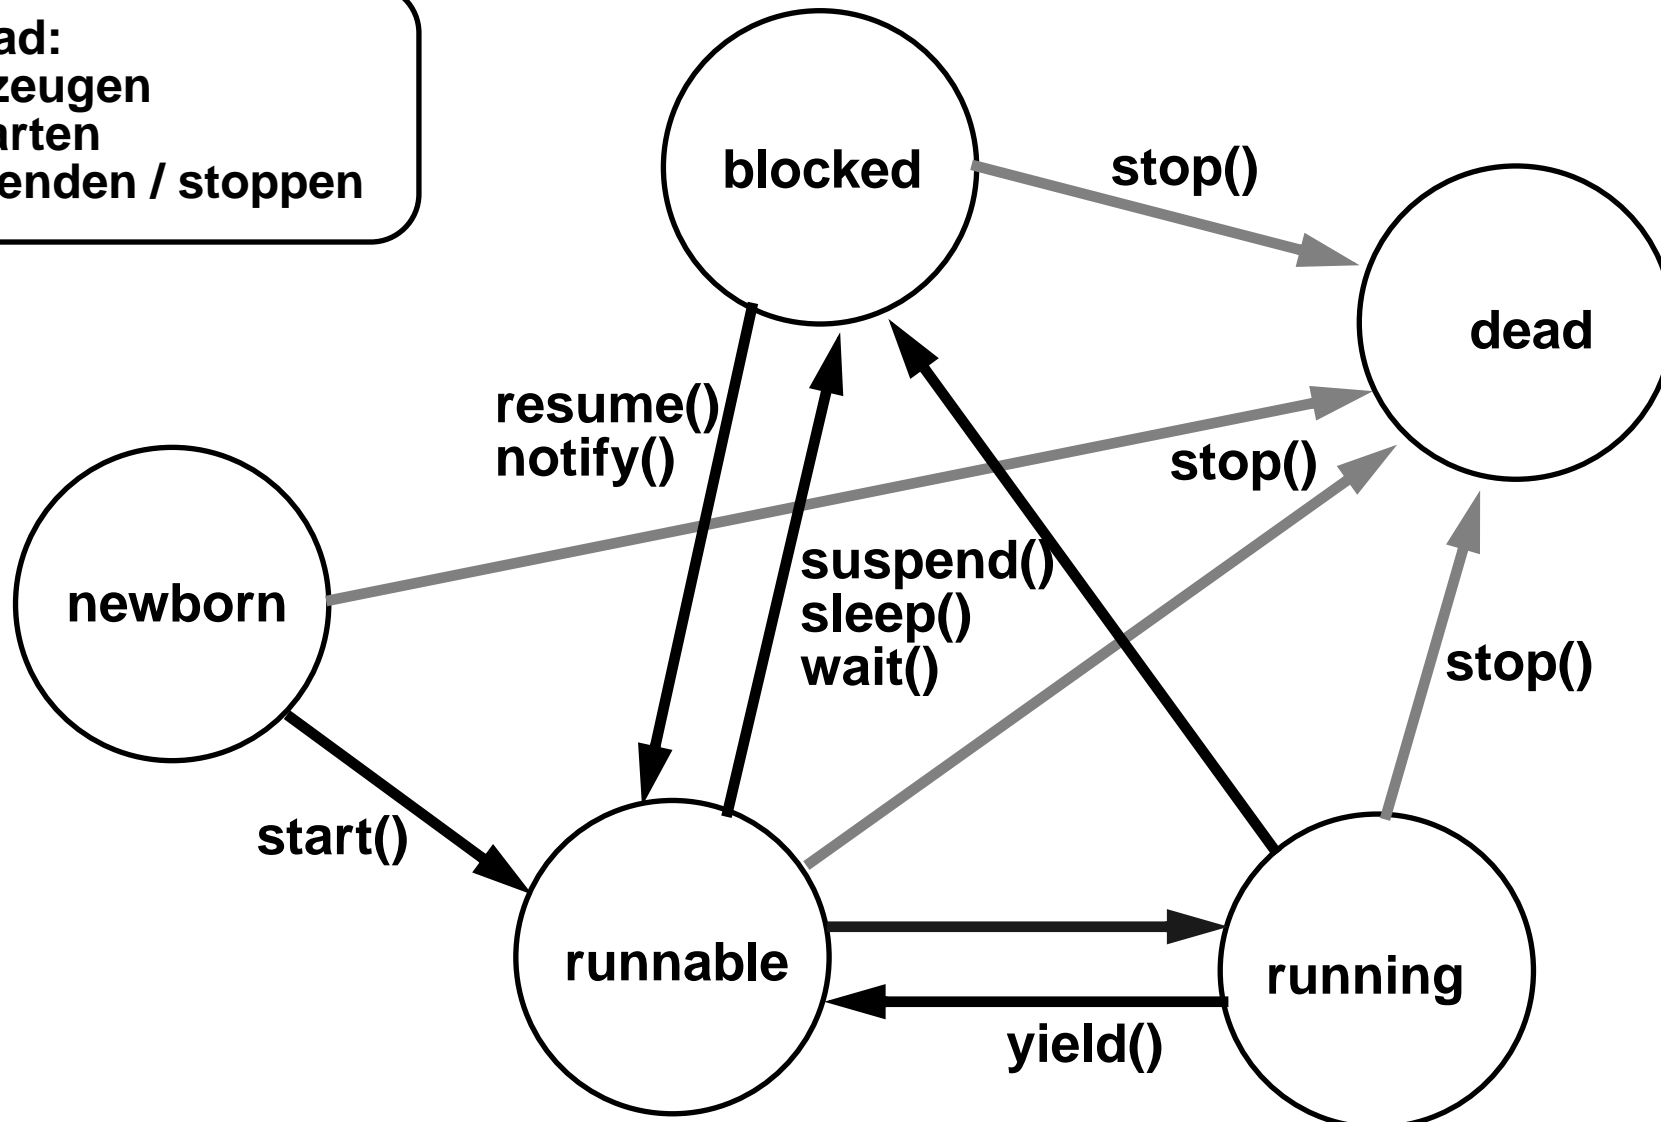 ad:
zeugen
arten
enden / stoppen
blocked
stop()
dead
resume()
notify()
stop()
suspend()
sleep()
wait()
newborn
stop()
start()
runnable
running
yield()